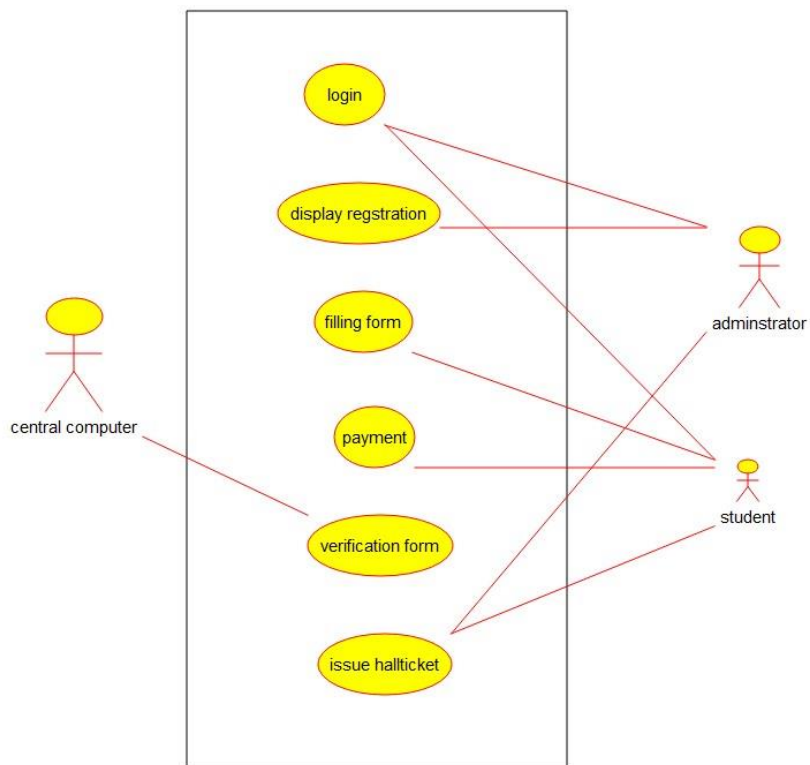 login
display regstration
filling form
adminstrator
central computer
payment
student
verification form
issue hallticket